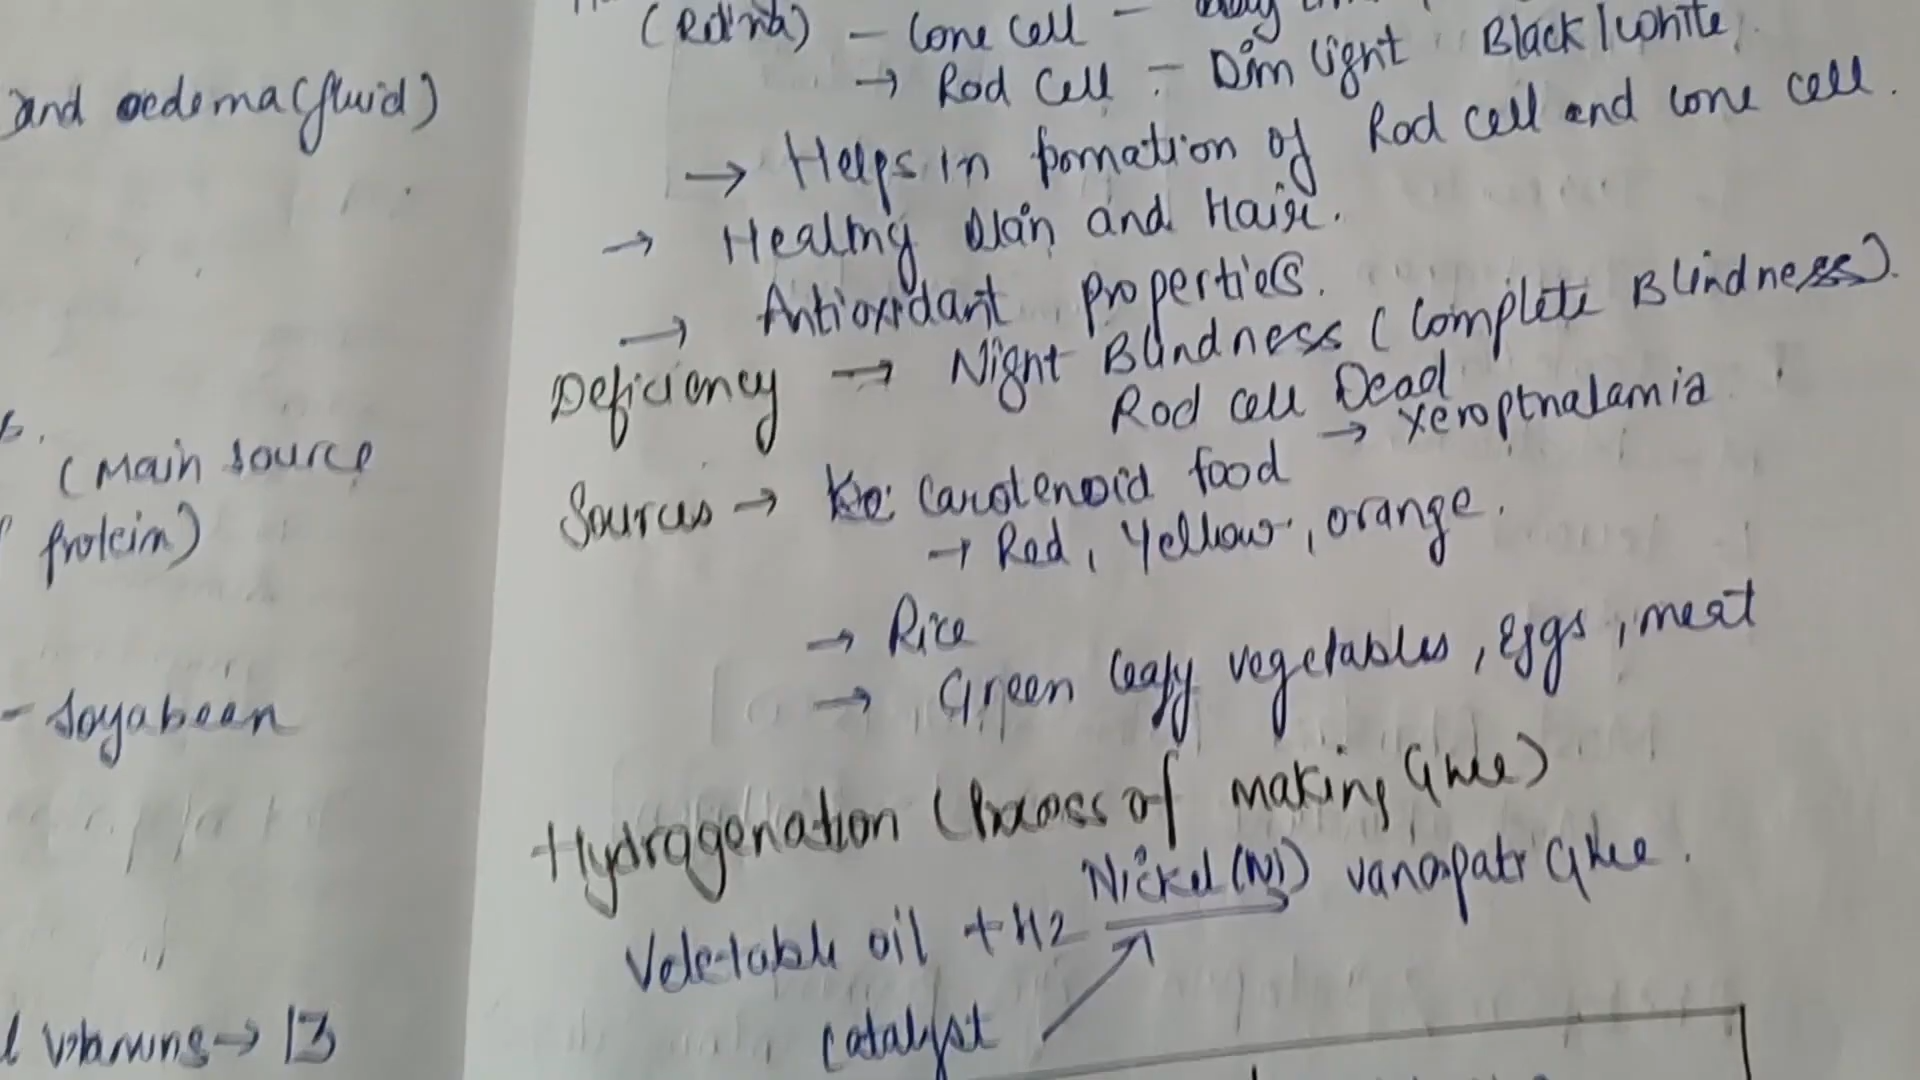 and oedema (fluid)
(Main source
protein)
- Soyabean
vitamins → 13
(Retina) - Cone Cell -
→ Rod Cell - Dim light Black/White
→ Helps in formation of Rod cell and cone cell.
→ Healthy skin and Hair.
→ Antioxidant properties.
Deficiency → Night Blindness (Complete Blindness).
Rod cell Dead
→ Xeropthalamia
Sources → Carotenoid food
→ Red, Yellow, orange.
→ Rice
→ Green leafy vegetables, eggs, meat
Hydrogenation (Process of making Ghee)
Nickel (Ni)
Veletable oil + H2 vanaspati Ghee.
catalyst